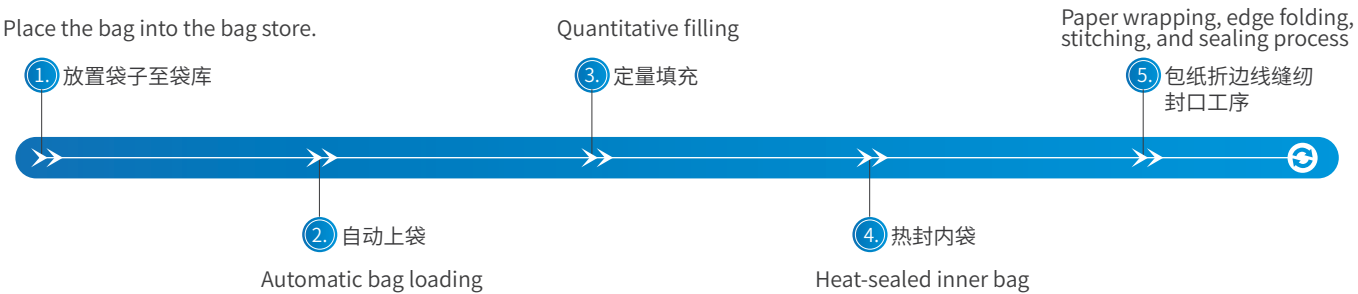 Place the bag into the bag store.
1. 放置袋子至袋库
2. 自动上袋
Automatic bag loading
Quantitative filling
3. 定量填充
4. 热封内袋
Heat-sealed inner bag
Paper wrapping, edge folding,
stitching, and sealing process
5. 包纸折边线缝纫
封口工序